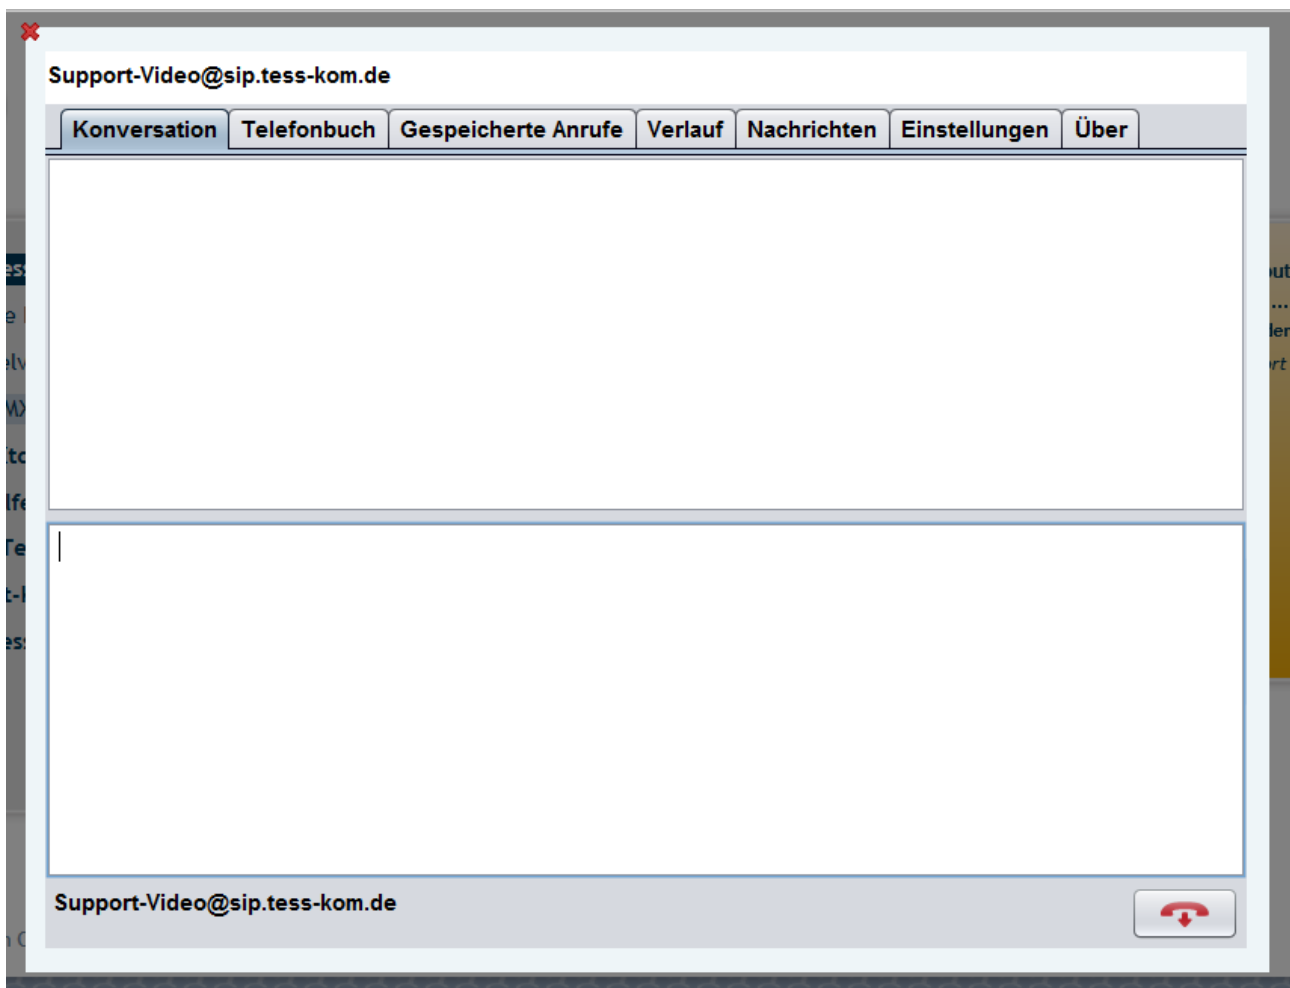 Support-Video@sip.tess-kom.de
Konversation Telefonbuch Gespeicherte Anrufe Verlauf Nachrichten Einstellungen Über
Support-Video@sip.tess-kom.de